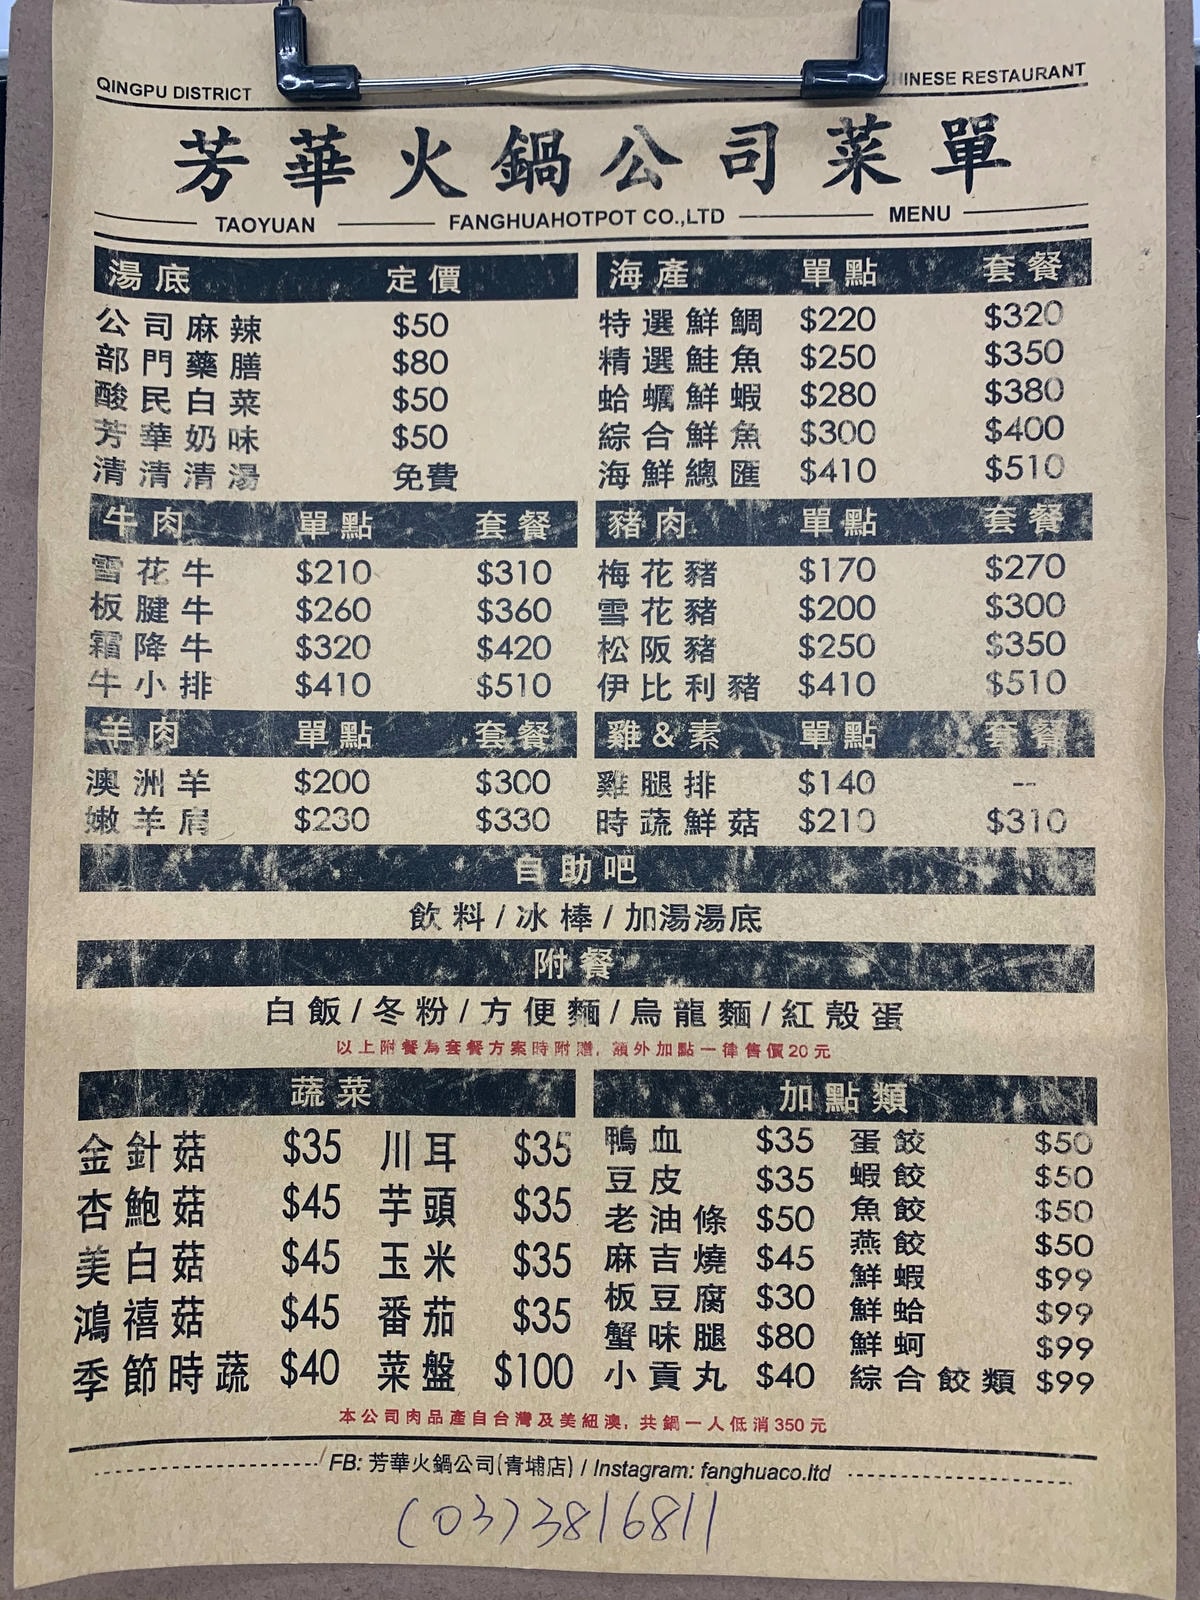 QINGPU DISTRICT
CHINESE RESTAURANT
芳華火鍋公司菜單
TAOYUAN FANGHUAHOTPOT CO.,LTD MENU
湯底 定價
公司麻辣 $50
部門藥膳 $80
酸民白菜 $50
芳華奶味 $50
清清清湯 免費
海產 單點 套餐
特選鮮鯛 $220 $320
精選鮭魚 $250 $350
蛤蠣鮮蝦 $280 $380
綜合鮮魚 $300 $400
海鮮總匯 $410 $510
牛肉 單點 套餐
雪花牛 $210 $310
板腱牛 $260 $360
霜降牛 $320 $420
牛小排 $410 $510
豬肉 單點 套餐
梅花豬 $170 $270
雪花豬 $200 $300
松阪豬 $250 $350
伊比利豬 $410 $510
羊肉 單點 套餐
澳洲羊 $200 $300
嫩羊肩 $230 $330
雞&素 單點 套餐
雞腿排 $140 --
時蔬鮮菇 $210 $310
自助吧
飲料/冰棒/加湯湯底
附餐
白飯/冬粉/方便麵/烏龍麵/紅殼蛋
以上附餐為套餐方案時附贈,額外加點一律售價20元
蔬菜
金針菇 $35 川耳 $35
杏鮑菇 $45 芋頭 $35
美白菇 $45 玉米 $35
鴻禧菇 $45 番茄 $35
季節時蔬 $40 菜盤 $100
加點類
鴨血 $35 蛋餃 $50
豆皮 $35 蝦餃 $50
老油條 $50 魚餃 $50
麻吉燒 $45 燕餃 $50
板豆腐 $30 鮮蝦 $99
蟹味腿 $80 鮮蛤 $99
小貢丸 $40 鮮蚵 $99
綜合餃類 $99
本公司肉品產自台灣及美紐澳,共鍋一人低消350元
FB: 芳華火鍋公司(青埔店) / Instagram: fanghuaco.ltd
(03)3816811